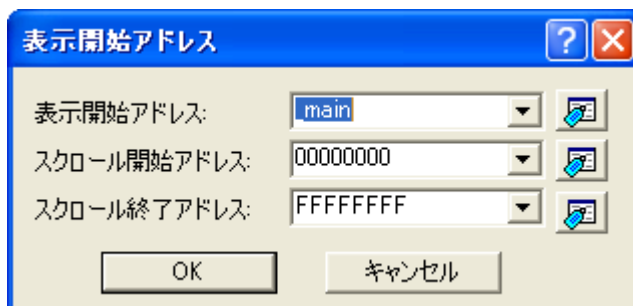 表示開始アドレス
表示開始アドレス: _main
スクロール開始アドレス: 00000000
スクロール終了アドレス: FFFFFFFF
OK キャンセル